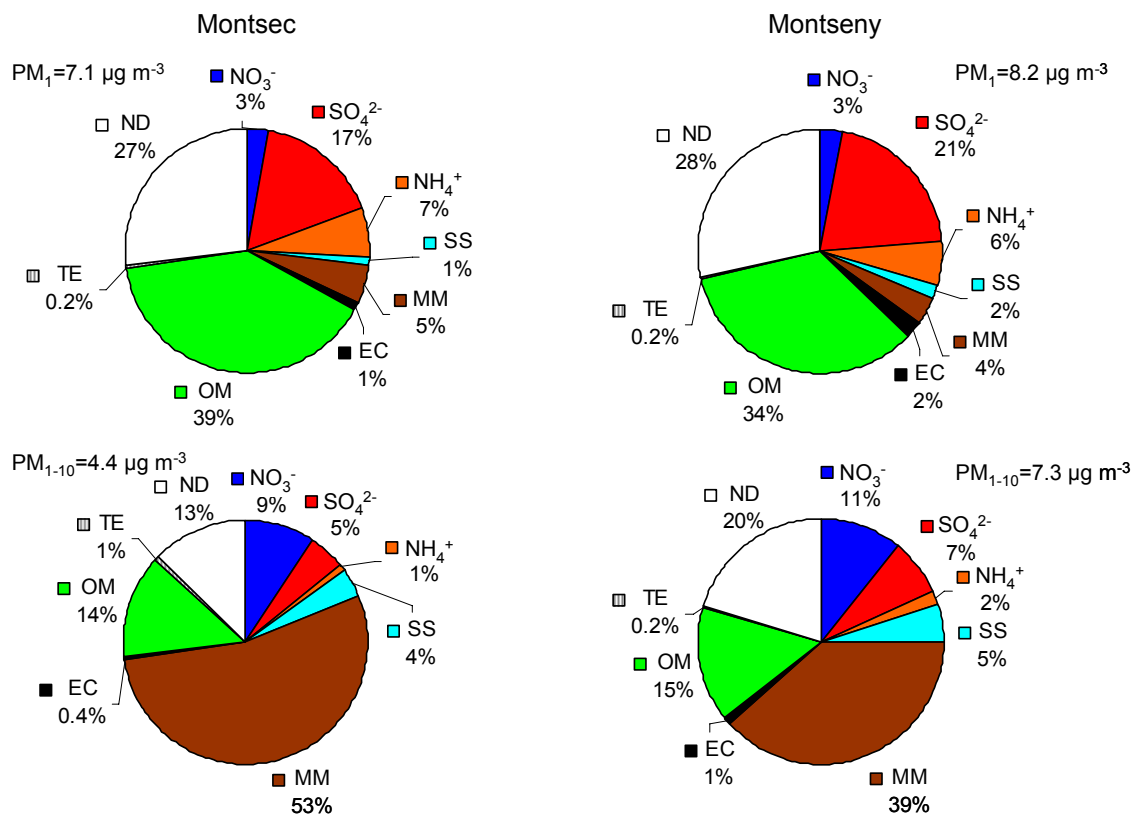 Montsec
PM₁=7.1 µg m⁻³
NO₃⁻
3%
SO₄²⁻
17%
NH₄⁺
7%
SS
1%
MM
5%
EC
1%
OM
39%
TE
0.2%
ND
27%
Montseny
PM₁=8.2 µg m⁻³
NO₃⁻
3%
SO₄²⁻
21%
NH₄⁺
6%
SS
2%
MM
4%
EC
2%
OM
34%
TE
0.2%
ND
28%
PM₁₋₁₀=4.4 µg m⁻³
NO₃⁻
9%
SO₄²⁻
5%
NH₄⁺
1%
SS
4%
MM
53%
EC
0.4%
OM
14%
TE
1%
ND
13%
PM₁₋₁₀=7.3 µg m⁻³
NO₃⁻
11%
SO₄²⁻
7%
NH₄⁺
2%
SS
5%
MM
39%
EC
1%
OM
15%
TE
0.2%
ND
20%